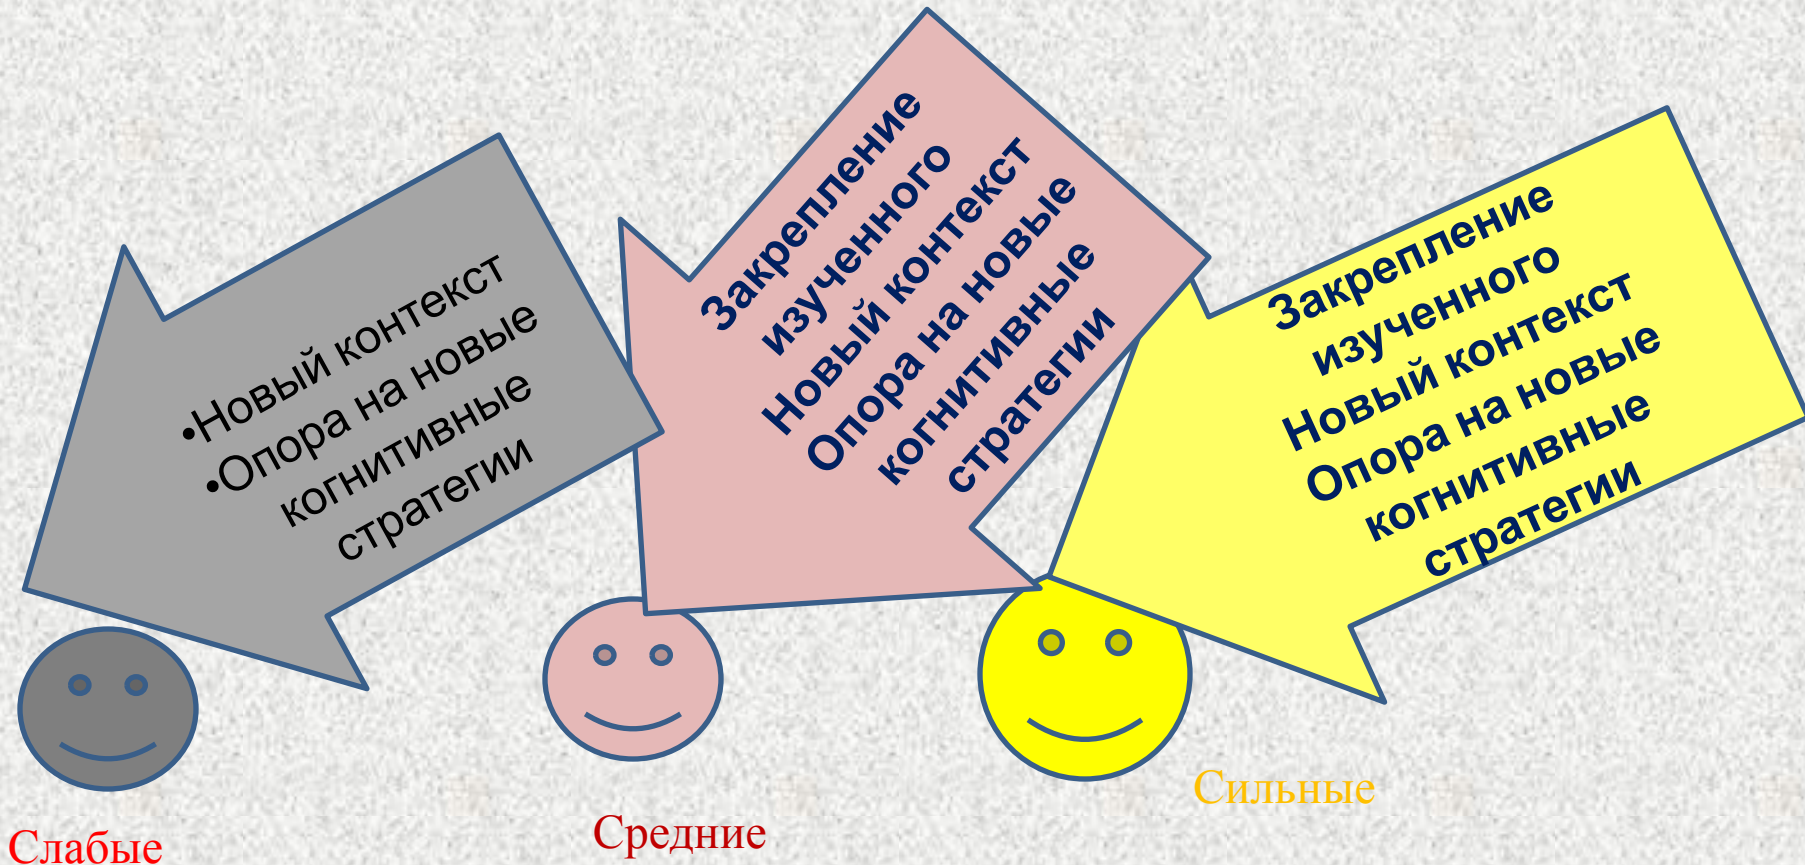 •Новый контекст
•Опора на новые
когнитивные
стратегии
Закрепление
изученного
Новый контекст
Опора на новые
когнитивные
стратегии
Закрепление
изученного
Новый контекст
Опора на новые
когнитивные
стратегии
Слабые
Средние
Сильные